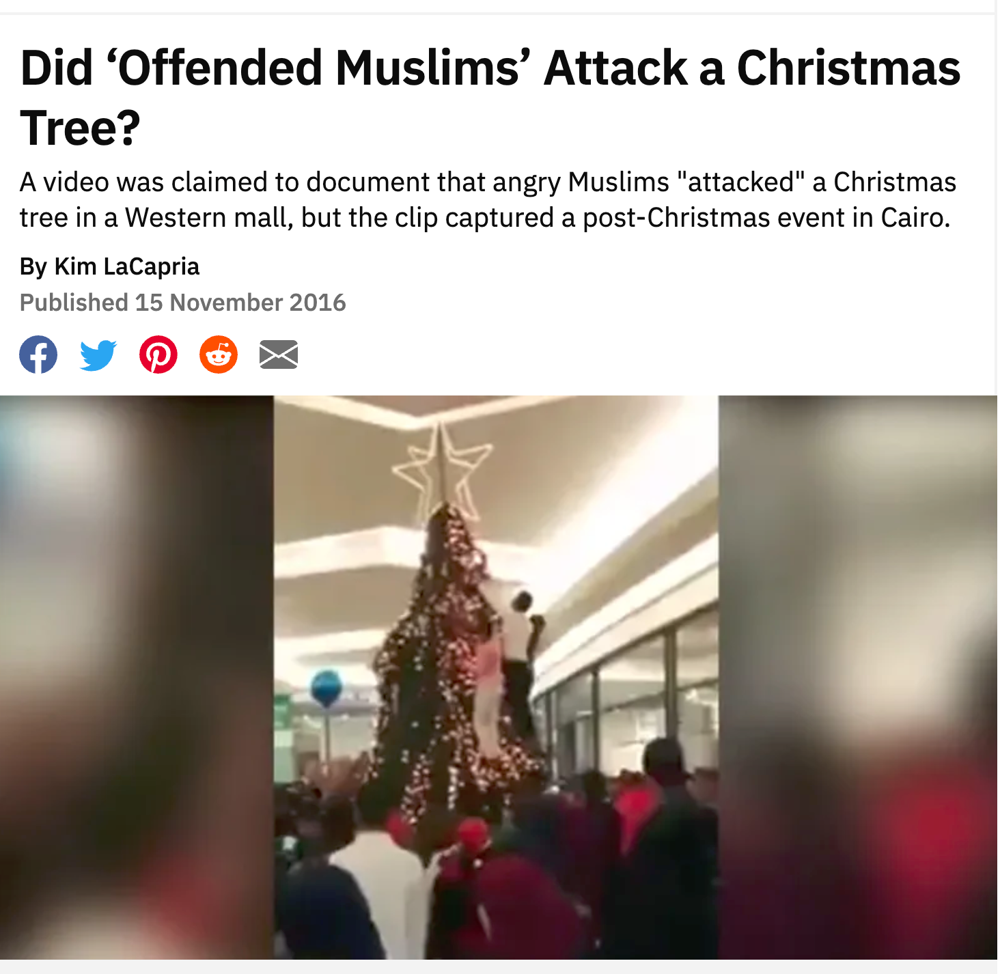 Did ‘Offended Muslims’ Attack a Christmas
Tree?
A video was claimed to document that angry Muslims "attacked" a Christmas
tree in a Western mall, but the clip captured a post-Christmas event in Cairo.
By Kim LaCapria
Published 15 November 2016